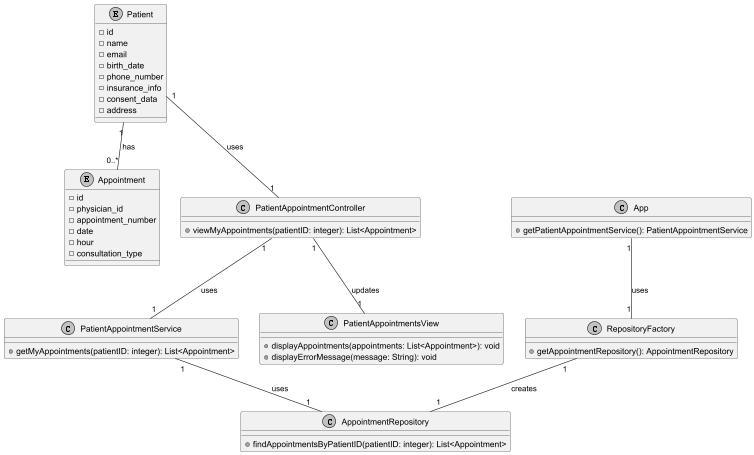 E Patient
id
name
email
birth_date
phone_number
insurance_info
consent_data
address
1
1
has
uses
0..*
1
E Appointment
id
physician_id
appointment_number
date
hour
consultation_type
C PatientAppointmentController
viewMyAppointments(patientID: integer): List<Appointment>
C App
getPatientAppointmentService(): PatientAppointmentService
1
1
1
uses
updates
uses
1
1
1
C PatientAppointmentService
getMyAppointments(patientID: integer): List<Appointment>
C PatientAppointmentsView
displayAppointments(appointments: List<Appointment>): void
displayErrorMessage(message: String): void
C RepositoryFactory
getAppointmentRepository(): AppointmentRepository
1
1
uses
creates
1
1
C AppointmentRepository
findAppointmentsByPatientID(patientID: integer): List<Appointment>